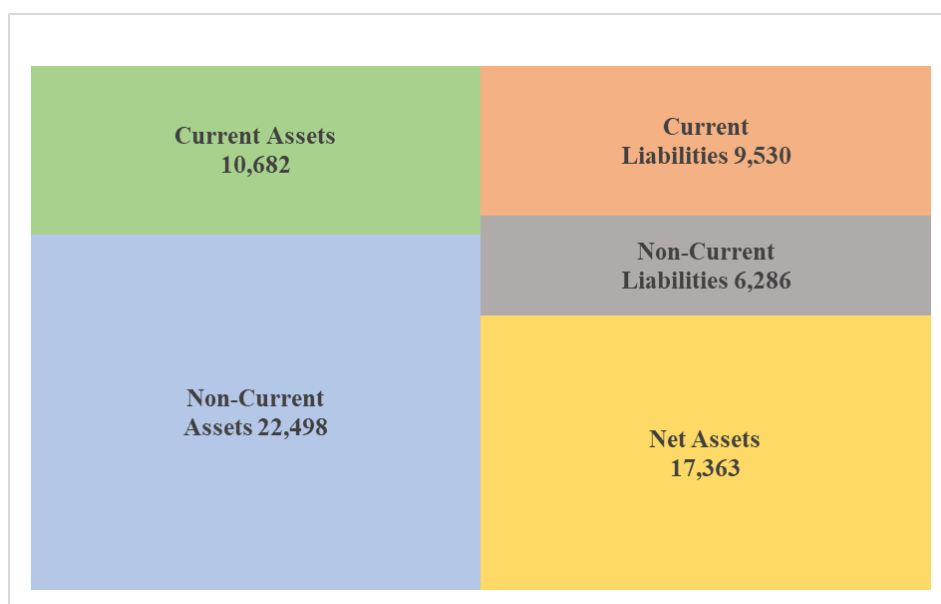 Current Assets
10,682
Current
Liabilities 9,530
Non-Current
Liabilities 6,286
Non-Current
Assets 22,498
Net Assets
17,363